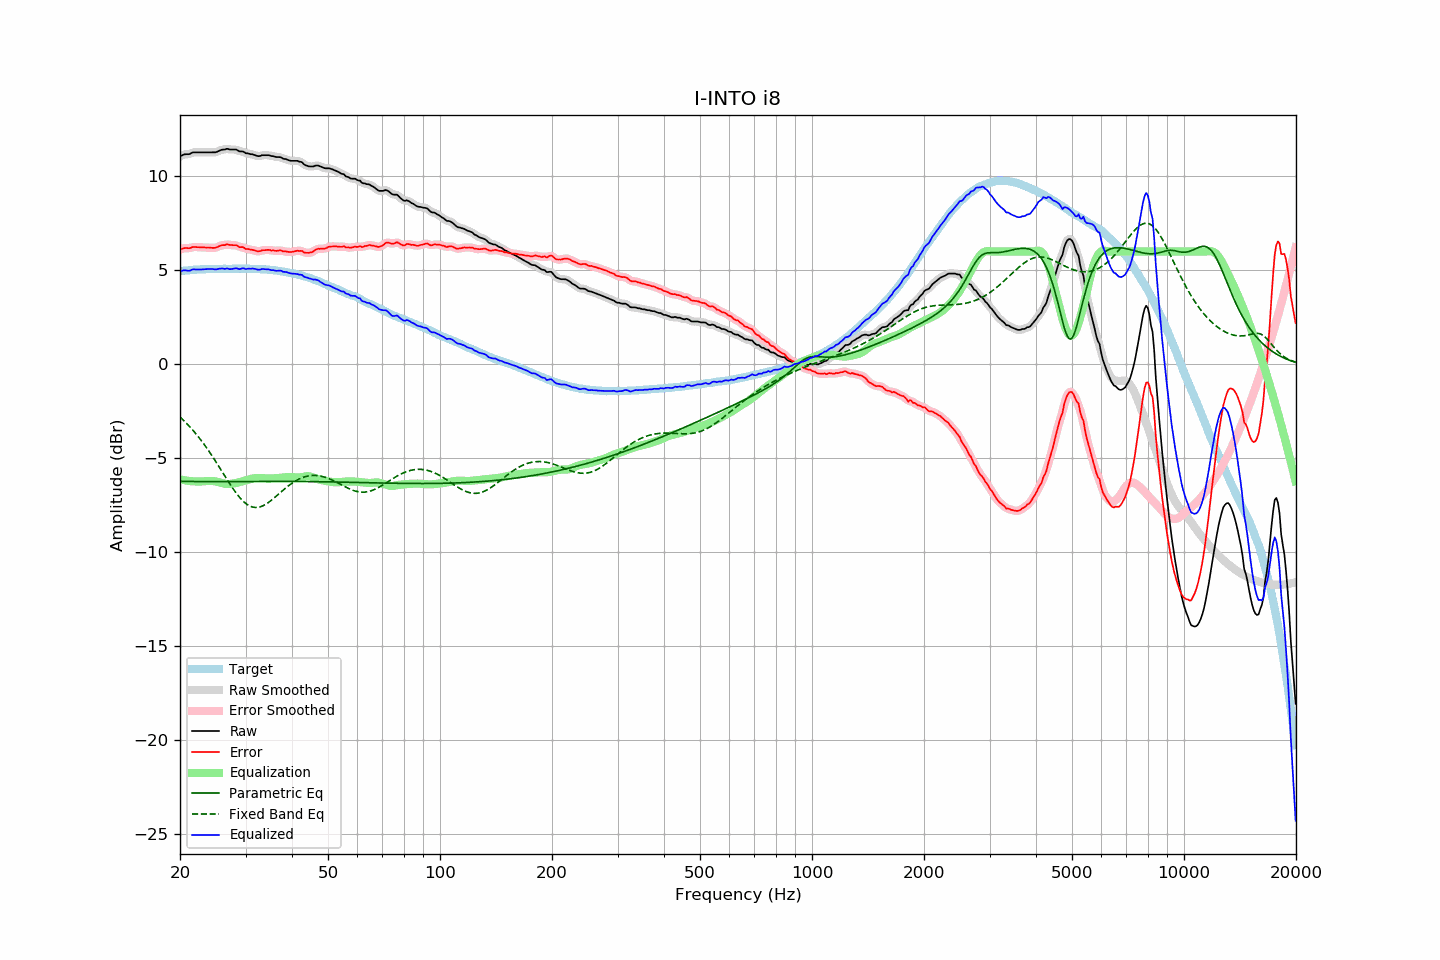 I-INTO i8
Amplitude (dBr)
10
5
0
−5
−10
−15
−20
−25
Target
Raw Smoothed
Error Smoothed
Raw
Error
Equalization
Parametric Eq
Fixed Band Eq
Equalized
20 50 100 200 500 1000 2000 5000 10000 20000
Frequency (Hz)